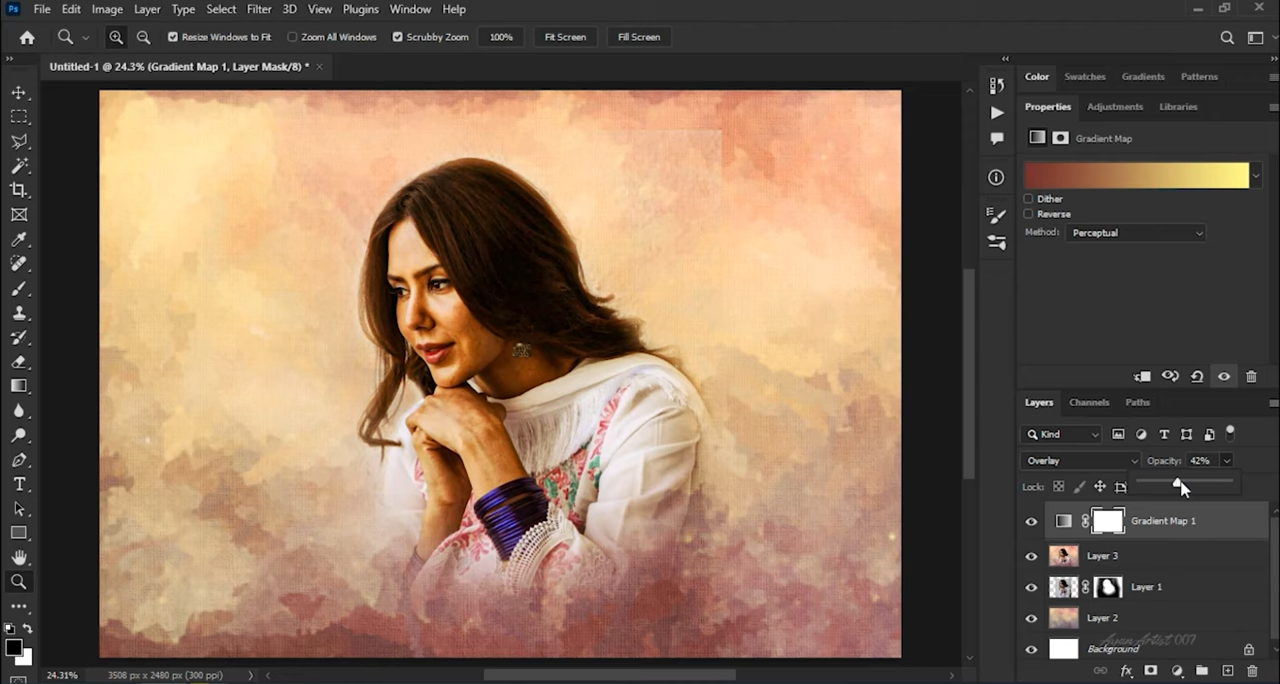 Ps File Edit Image Layer Type Select Filter 3D View Plugins Window Help
Resize Windows to Fit Zoom All Windows Scrubby Zoom 100% Fit Screen Fill Screen
Untitled-1 @ 24.3% (Gradient Map 1, Layer Mask/8) * ×
Color Swatches Gradients Patterns
Properties Adjustments Libraries
Gradient Map
Dither
Reverse
Method: Perceptual
Layers Channels Paths
Kind
Overlay Opacity: 42%
Lock:
Gradient Map 1
Layer 3
Layer 1
Layer 2
AyanArtist 007
Background
24.31% 3508 px x 2480 px (300 ppi)